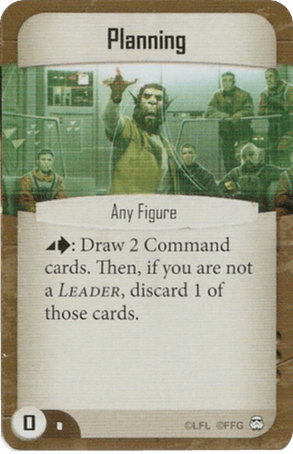 Planning
Any Figure
: Draw 2 Command
cards. Then, if you are not
a LEADER, discard 1 of
those cards.
0
©LFL ©FFG